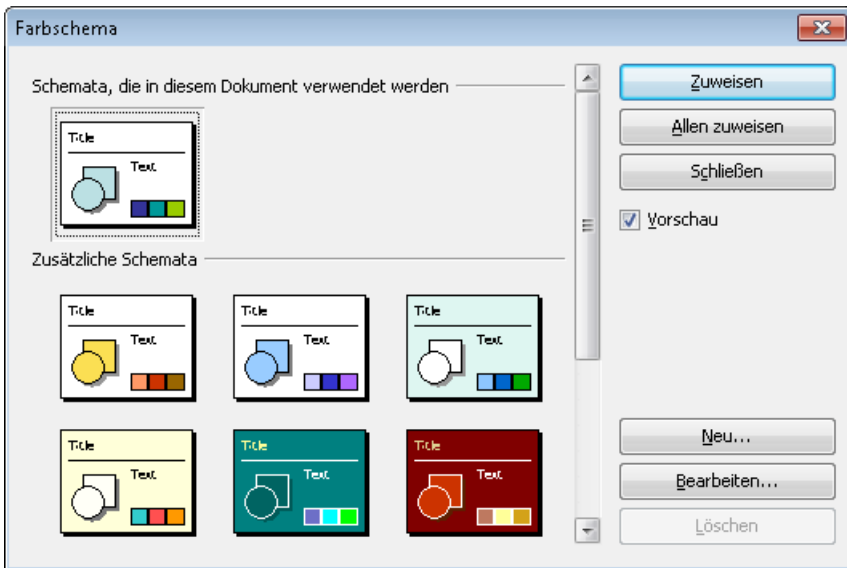 Farbschema
Schemata, die in diesem Dokument verwendet werden
Title
Text
Zusätzliche Schemata
Title
Text
Title
Text
Title
Text
Title
Text
Title
Text
Title
Text
Zuweisen
Allen zuweisen
Schließen
Vorschau
Neu...
Bearbeiten...
Löschen